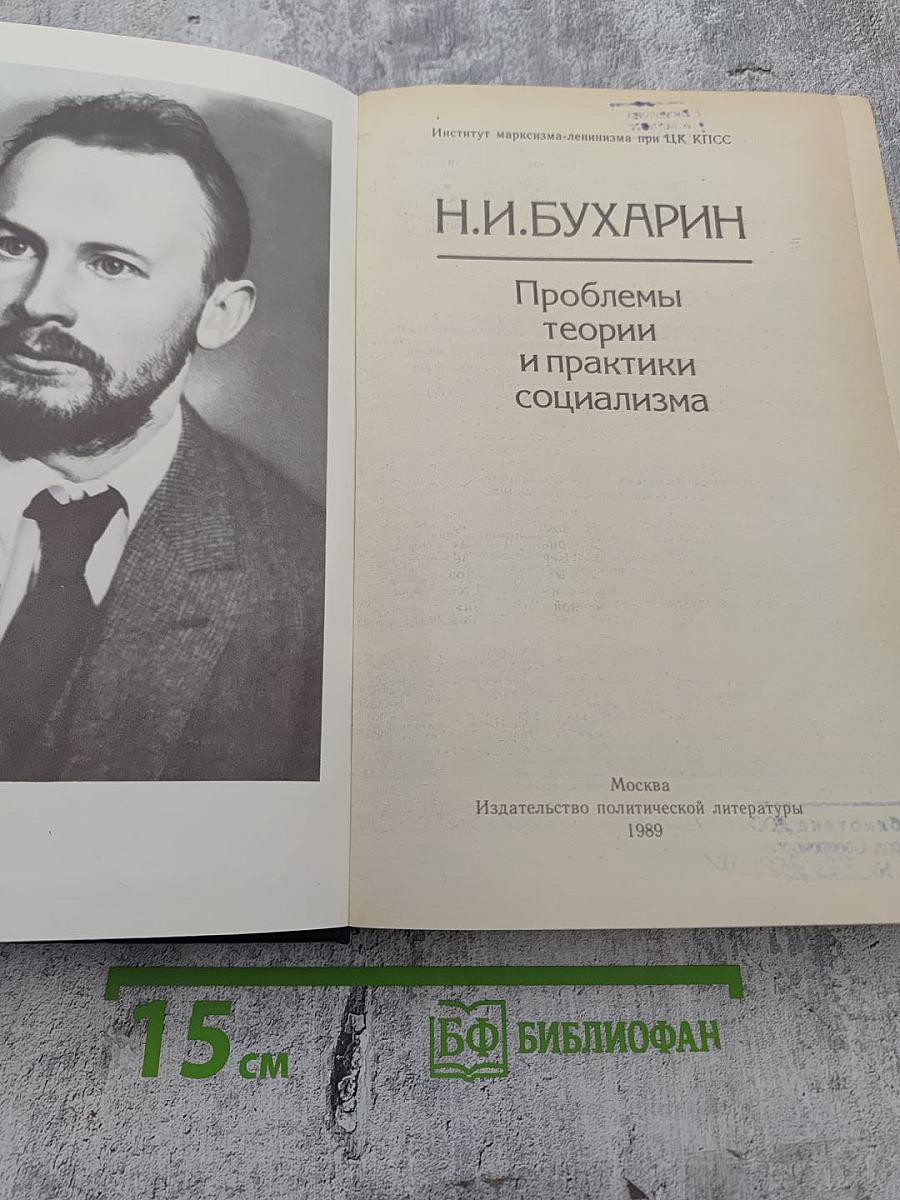 Институт марксизма-ленинизма при ЦК КПСС
Н.И.БУХАРИН
Проблемы
теории
и практики
социализма
Москва
Издательство политической литературы
1989
15 см
БФ БИБЛИОФАН